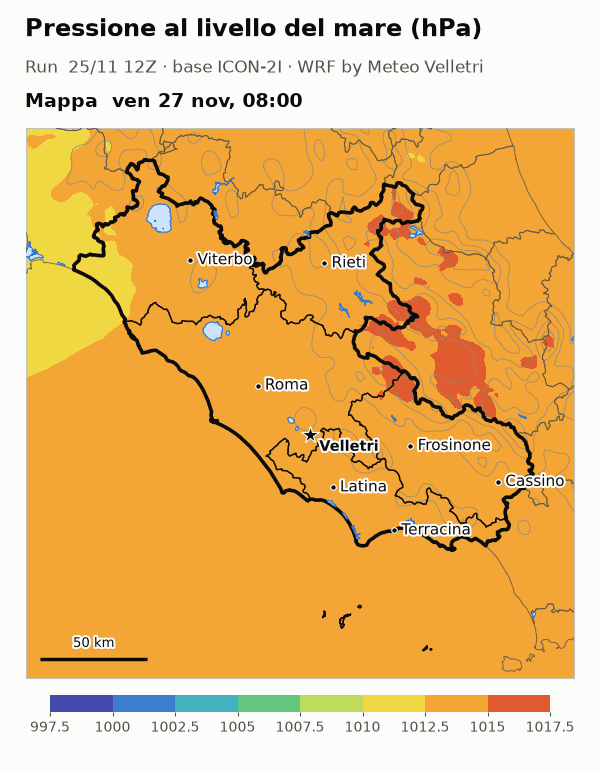 Pressione al livello del mare (hPa)
Run 25/11 12Z · base ICON-2I · WRF by Meteo Velletri
Mappa ven 27 nov, 08:00
Viterbo
Rieti
Roma
Velletri
Frosinone
Latina
Cassino
Terracina
50 km
997.5 1000 1002.5 1005 1007.5 1010 1012.5 1015 1017.5